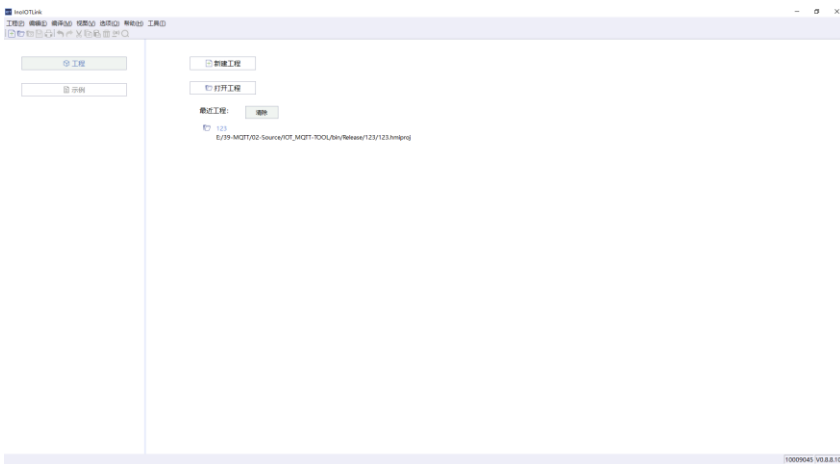 InoIOTLink
工程(P) 编辑(E) 编译(M) 视图(V) 选项(O) 帮助(H) 工具(T)
工程
示例
新建工程
打开工程
最近工程:
清除
123
E:/39-MQTT/02-Source/IOT_MQTT-TOOL/bin/Release/123/123.hmiproj
10009045 V0.8.8.10